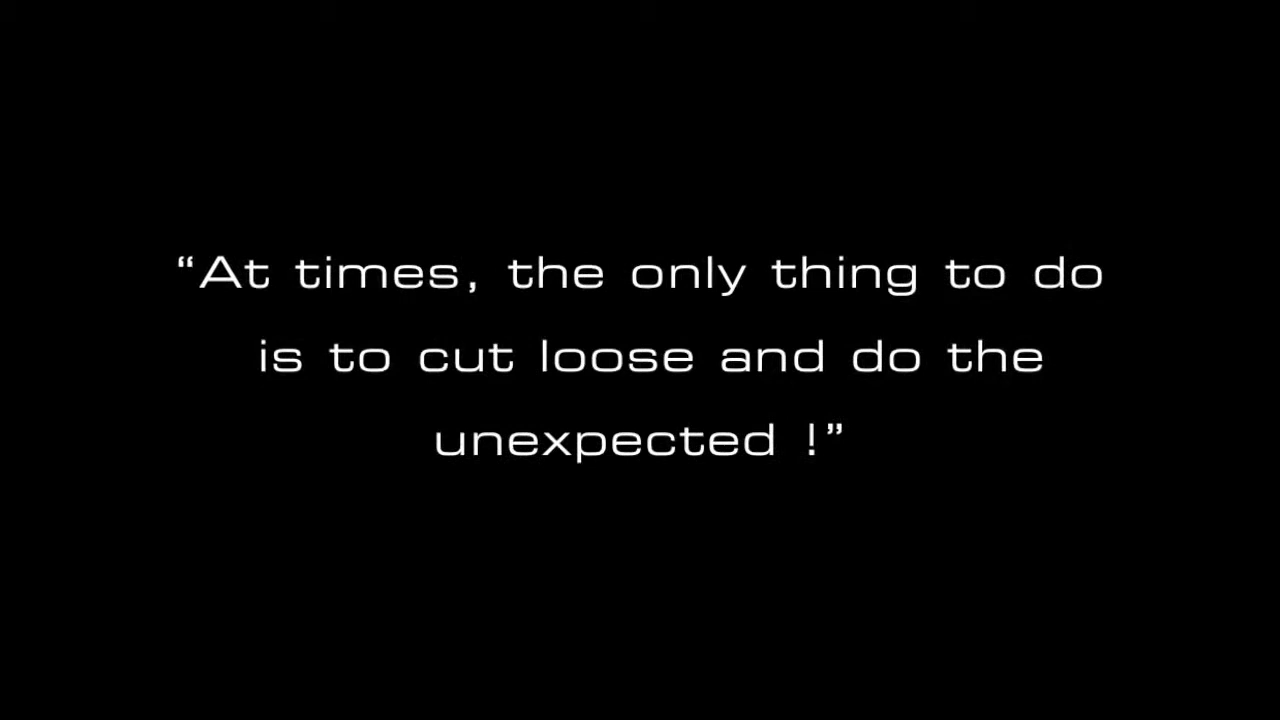 “At times, the only thing to do
is to cut loose and do the
unexpected !”